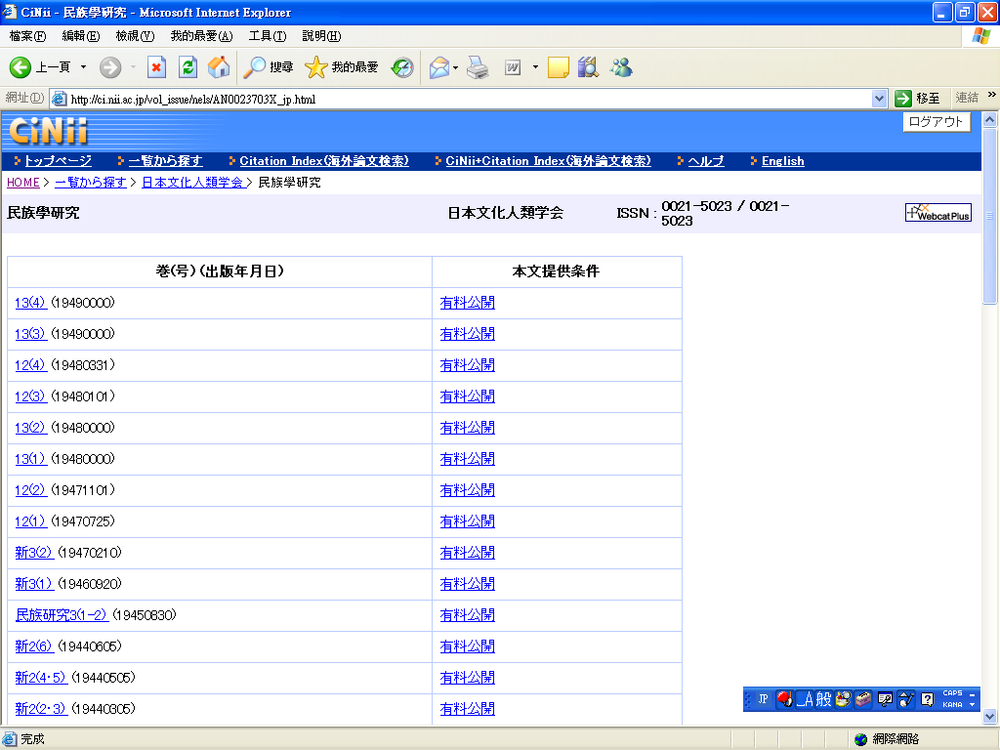 CiNii - 民族學研究 - Microsoft Internet Explorer
檔案(F) 編輯(E) 檢視(V) 我的最愛(A) 工具(T) 說明(H)
上一頁 搜尋 我的最愛
網址(D) http://ci.nii.ac.jp/vol_issue/nels/AN0023703X_jp.html 移至 連結 »
CiNii ログアウト
トップページ 一覧から探す Citation Index(海外論文検索) CiNii+Citation Index(海外論文検索) ヘルプ English
HOME > 一覧から探す > 日本文化人類学会 > 民族學研究
民族學研究 日本文化人類学会 ISSN : 0021-5023 / 0021-
5023 Webcat Plus
巻(号)(出版年月日) 本文提供条件
13(4) (19490000) 有料公開
13(3) (19490000) 有料公開
12(4) (19480331) 有料公開
12(3) (19480101) 有料公開
13(2) (19480000) 有料公開
13(1) (19480000) 有料公開
12(2) (19471101) 有料公開
12(1) (19470725) 有料公開
新3(2) (19470210) 有料公開
新3(1) (19460920) 有料公開
民族研究3(1-2) (19450830) 有料公開
新2(6) (19440605) 有料公開
新2(4・5) (19440505) 有料公開
新2(2・3) (19440305) 有料公開
JP _A 般 CAPS
KANA
完成 網際網路